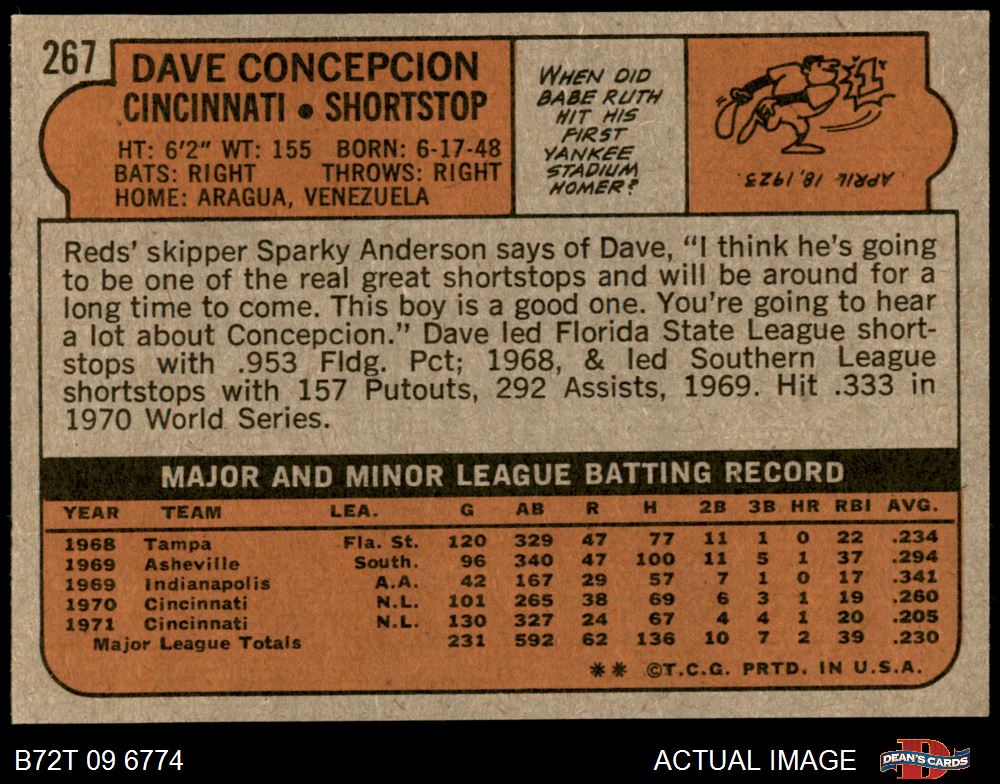 267
DAVE CONCEPCION
CINCINNATI • SHORTSTOP
HT: 6'2" WT: 155 BORN: 6-17-48
BATS: RIGHT THROWS: RIGHT
HOME: ARAGUA, VENEZUELA
WHEN DID
BABE RUTH
HIT HIS
FIRST
YANKEE
STADIUM
HOMER?
APRIL 18, 1923.
Reds' skipper Sparky Anderson says of Dave, "I think he's going
to be one of the real great shortstops and will be around for a
long time to come. This boy is a good one. You're going to hear
a lot about Concepcion." Dave led Florida State League short-
stops with .953 Fldg. Pct; 1968, & led Southern League
shortstops with 157 Putouts, 292 Assists, 1969. Hit .333 in
1970 World Series.
MAJOR AND MINOR LEAGUE BATTING RECORD
YEAR TEAM LEA. G AB R H 2B 3B HR RBI AVG.
1968 Tampa Fla. St. 120 329 47 77 11 1 0 22 .234
1969 Asheville South. 96 340 47 100 11 5 1 37 .294
1969 Indianapolis A.A. 42 167 29 57 7 1 0 17 .341
1970 Cincinnati N.L. 101 265 38 69 6 3 1 19 .260
1971 Cincinnati N.L. 130 327 24 67 4 4 1 20 .205
Major League Totals 231 592 62 136 10 7 2 39 .230
** ©T.C.G. PRTD. IN U.S.A.
B72T 09 6774
ACTUAL IMAGE
D
DEAN'S CARDS